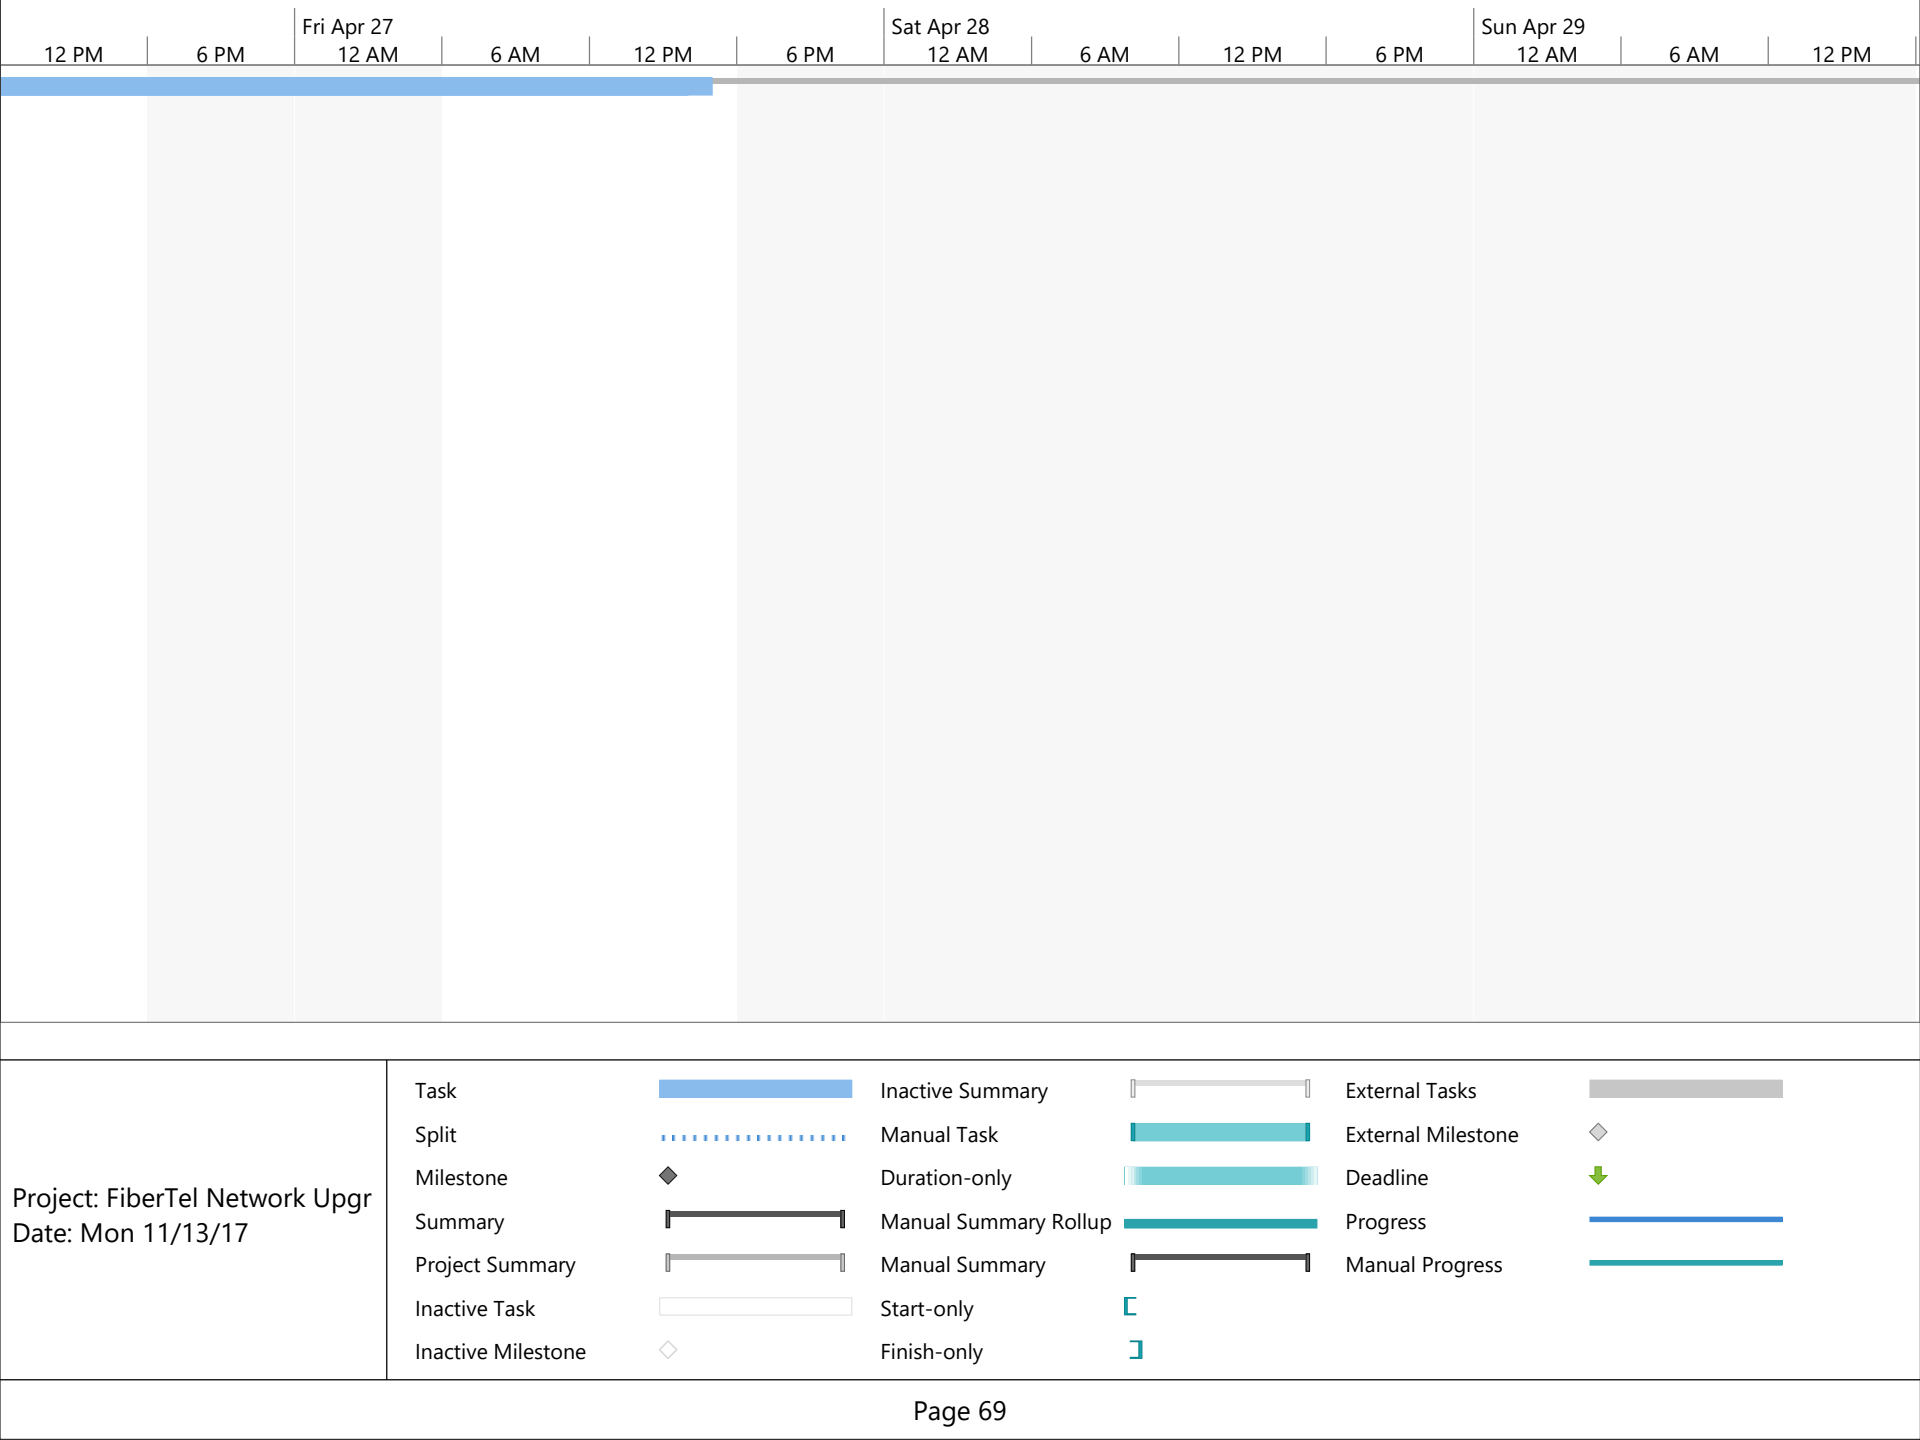 Fri Apr 27 Sat Apr 28 Sun Apr 29
12 PM 6 PM 12 AM 6 AM 12 PM 6 PM 12 AM 6 AM 12 PM 6 PM 12 AM 6 AM 12 PM
Project: FiberTel Network Upgr
Date: Mon 11/13/17
Task
Split
Milestone
Summary
Project Summary
Inactive Task
Inactive Milestone
Inactive Summary
Manual Task
Duration-only
Manual Summary Rollup
Manual Summary
Start-only
Finish-only
External Tasks
External Milestone
Deadline
Progress
Manual Progress
Page 69